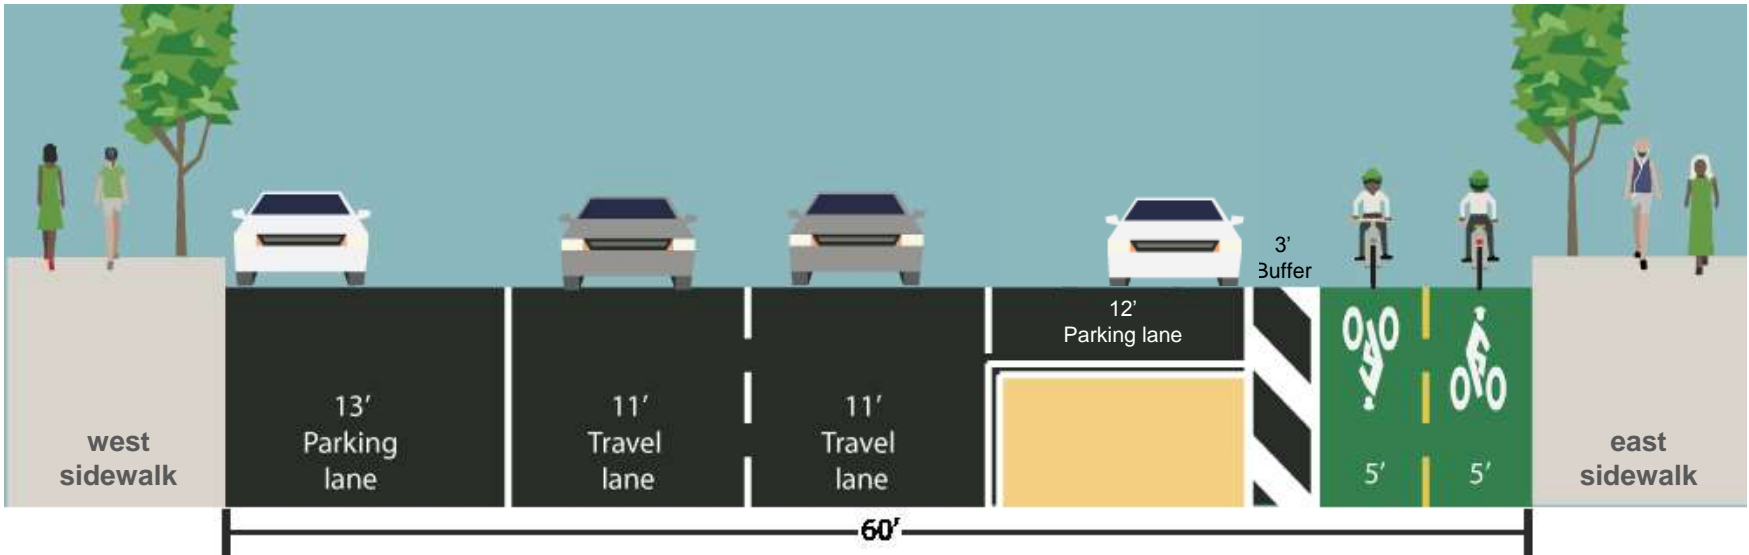 west
sidewalk
13'
Parking
lane
11'
Travel
lane
11'
Travel
lane
12'
Parking lane
3'
Buffer
5'
5'
east
sidewalk
60'